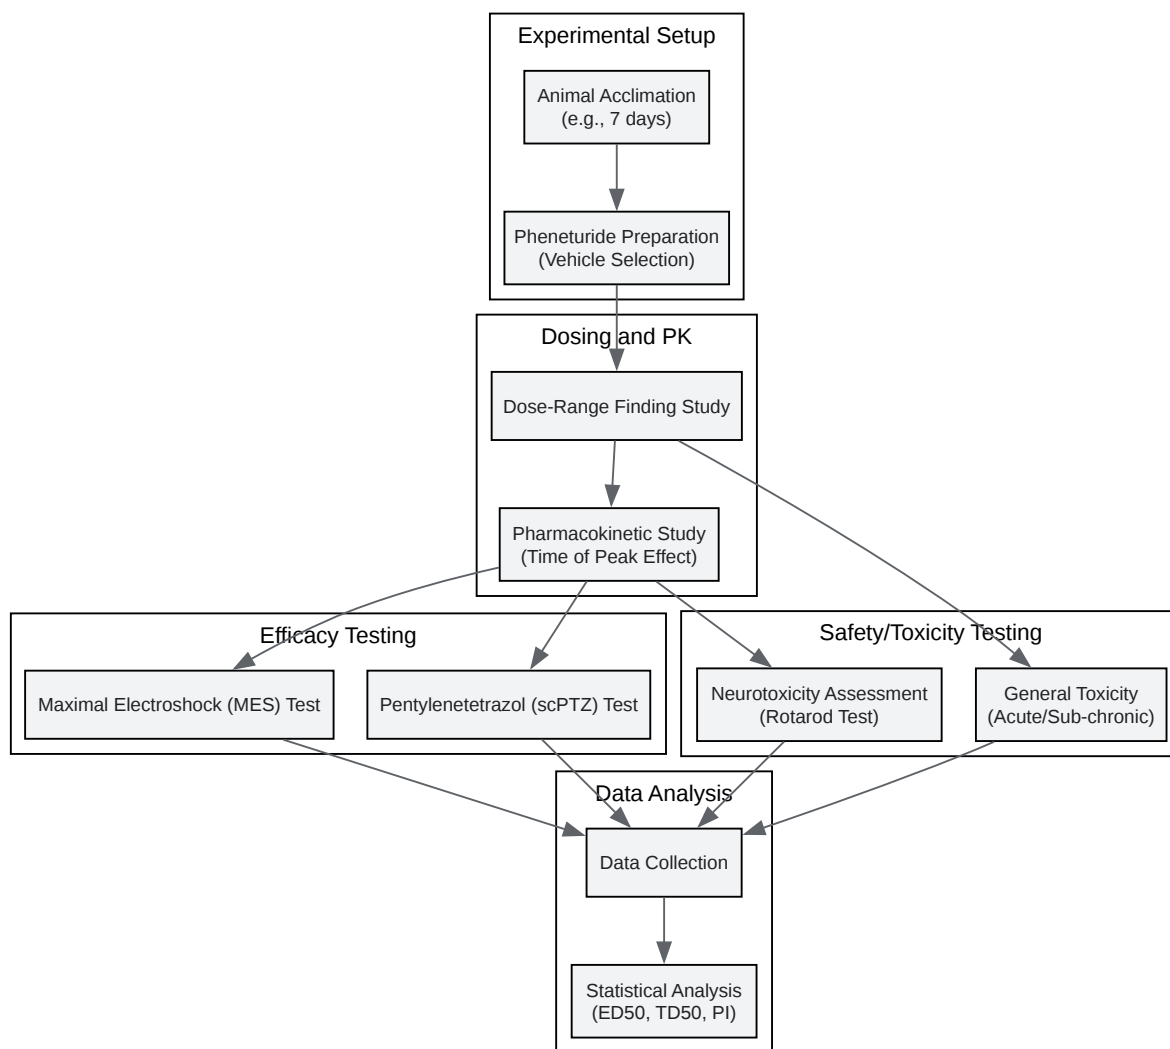 Experimental Setup
Animal Acclimation
(e.g., 7 days)
Pheneturide Preparation
(Vehicle Selection)
Dosing and PK
Dose-Range Finding Study
Pharmacokinetic Study
(Time of Peak Effect)
Efficacy Testing
Safety/Toxicity Testing
Maximal Electroshock (MES) Test
Pentylenetetrazol (scPTZ) Test
Neurotoxicity Assessment
(Rotarod Test)
General Toxicity
(Acute/Sub-chronic)
Data Analysis
Data Collection
Statistical Analysis
(ED50, TD50, PI)